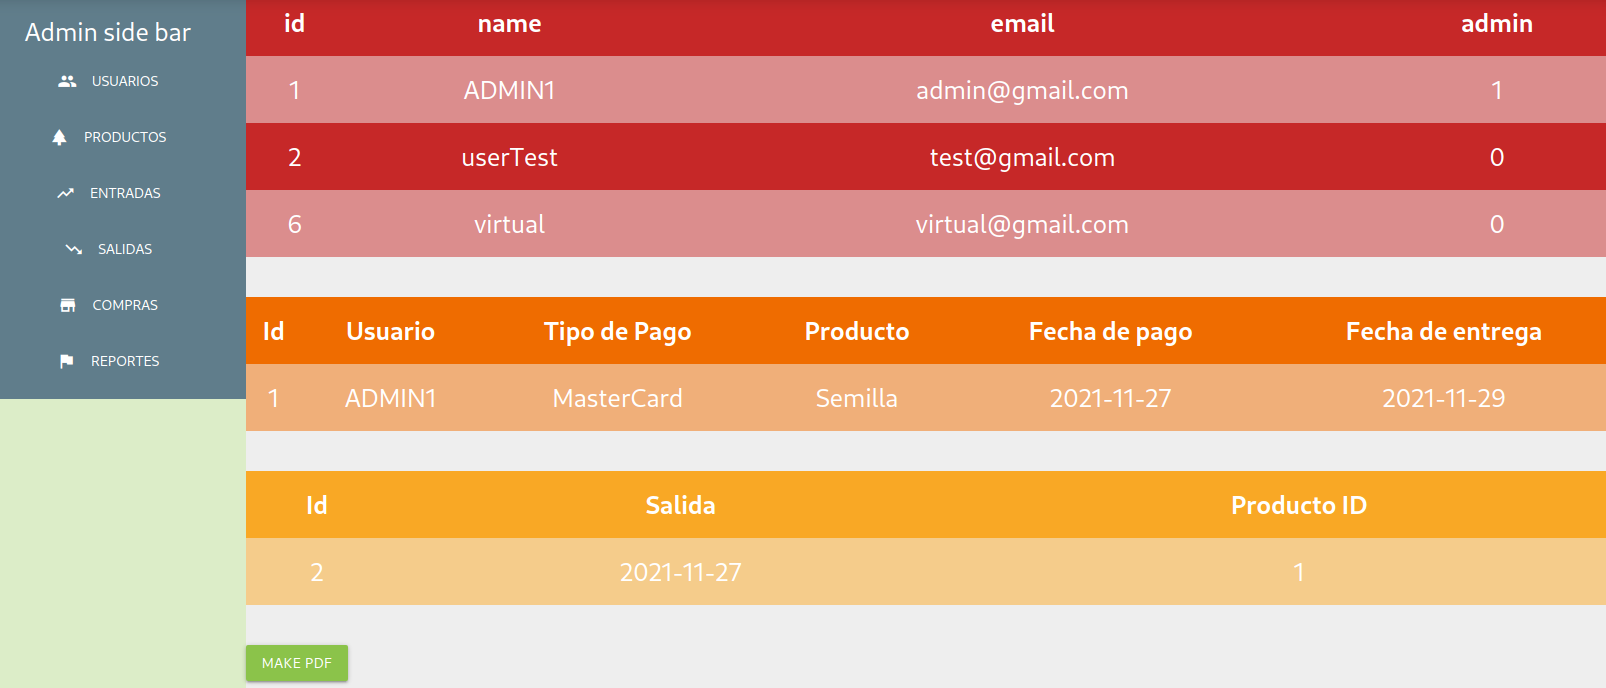 Admin side bar
USUARIOS
PRODUCTOS
ENTRADAS
SALIDAS
COMPRAS
REPORTES
id name email admin
1 ADMIN1 admin@gmail.com 1
2 userTest test@gmail.com 0
6 virtual virtual@gmail.com 0
Id Usuario Tipo de Pago Producto Fecha de pago Fecha de entrega
1 ADMIN1 MasterCard Semilla 2021-11-27 2021-11-29
Id Salida Producto ID
2 2021-11-27 1
MAKE PDF